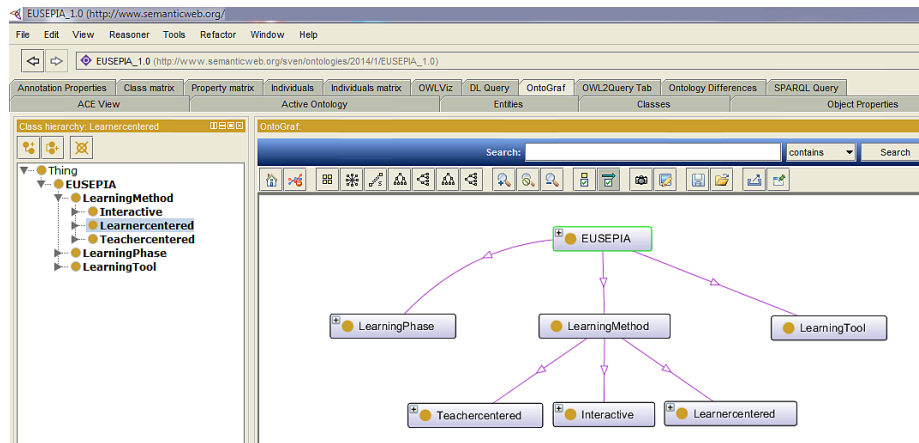 EUSEPIA_1.0 (http://www.semanticweb.org/
File Edit View Reasoner Tools Refactor Window Help
EUSEPIA_1.0 (http://www.semanticweb.org/sven/ontologies/2014/1/EUSEPIA_1.0)
Annotation Properties Class matrix Property matrix Individuals Individuals matrix OWLViz DL Query OntoGraf OWL2Query Tab Ontology Differences SPARQL Query
ACE View Active Ontology Entities Classes Object Properties
Class hierarchy: Learnercentered
Thing
EUSEPIA
LearningMethod
Interactive
Learnercentered
Teachercentered
LearningPhase
LearningTool
OntoGraf:
Search: contains Search
EUSEPIA
LearningPhase LearningMethod LearningTool
Teachercentered Interactive Learnercentered